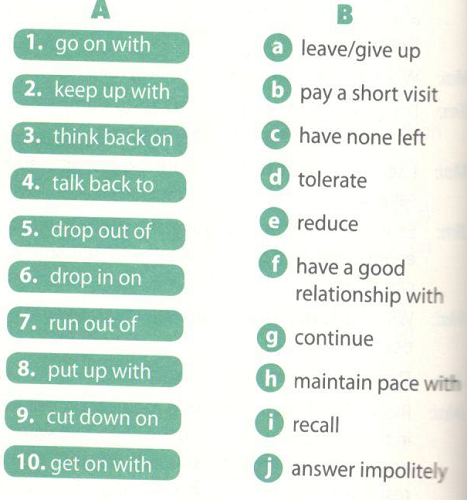 A
1. go on with
2. keep up with
3. think back on
4. talk back to
5. drop out of
6. drop in on
7. run out of
8. put up with
9. cut down on
10. get on with
B
a leave/give up
b pay a short visit
c have none left
d tolerate
e reduce
f have a good
relationship with
g continue
h maintain pace with
i recall
j answer impolitely